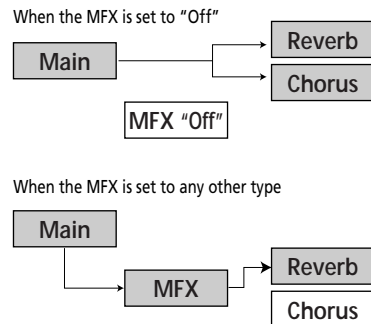 When the MFX is set to “Off”
Main
Reverb
Chorus
MFX “Off”
When the MFX is set to any other type
Main
MFX
Reverb
Chorus